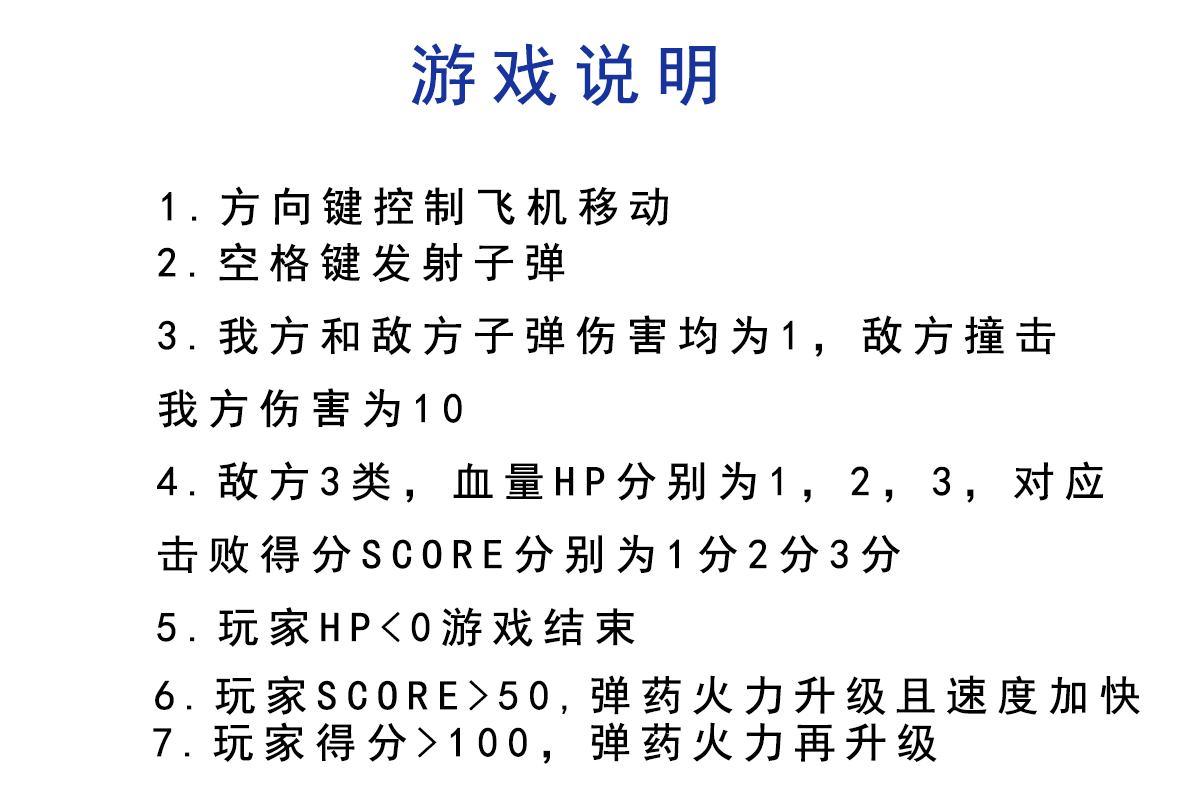 游戏说明
1.方向键控制飞机移动
2.空格键发射子弹
3.我方和敌方子弹伤害均为1，敌方撞击
我方伤害为10
4.敌方3类，血量HP分别为1，2，3，对应
击败得分SCORE分别为1分2分3分
5.玩家HP<0游戏结束
6.玩家SCORE>50,弹药火力升级且速度加快
7.玩家得分>100，弹药火力再升级